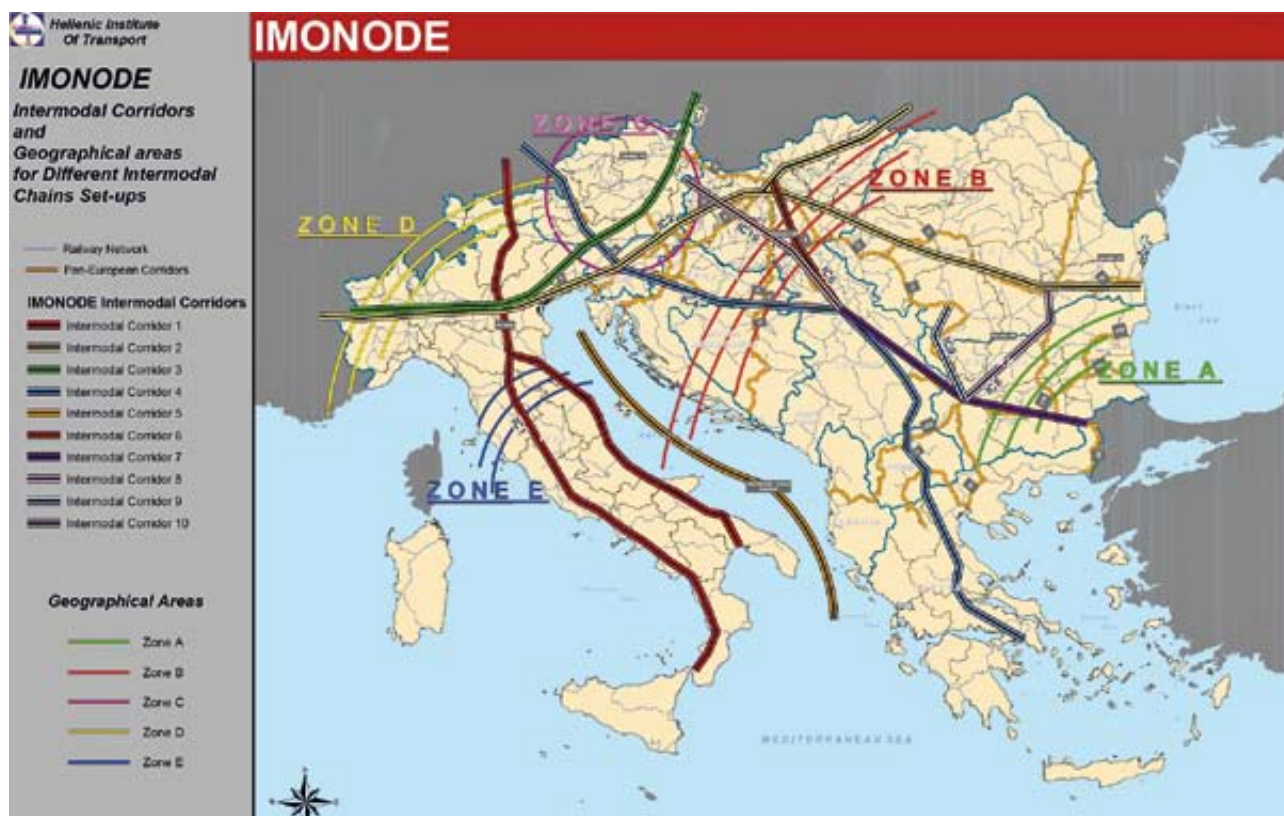 Hellenic Institute
Of Transport
IMONODE
IMONODE
Intermodal Corridors
and
Geographical areas
for Different Intermodal
Chains Set-ups
Railway Network
Pan-European Corridors
IMONODE Intermodal Corridors
Intermodal Corridor 1
Intermodal Corridor 2
Intermodal Corridor 3
Intermodal Corridor 4
Intermodal Corridor 5
Intermodal Corridor 6
Intermodal Corridor 7
Intermodal Corridor 8
Intermodal Corridor 9
Intermodal Corridor 10
Geographical Areas
Zone A
Zone B
Zone C
Zone D
Zone E
ZONE C
ZONE B
ZONE D
ZONE A
ZONE E
MEDITERRANEAN SEA